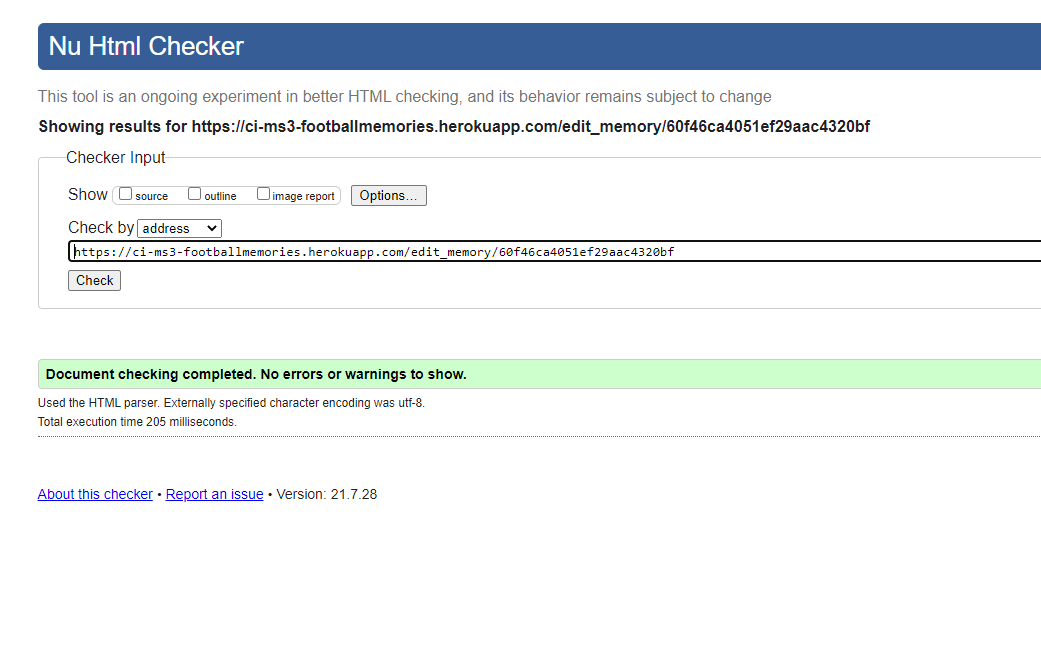 Nu Html Checker
This tool is an ongoing experiment in better HTML checking, and its behavior remains subject to change
Showing results for https://ci-ms3-footballmemories.herokuapp.com/edit_memory/60f46ca4051ef29aac4320bf
Checker Input
Show source outline image report Options...
Check by address
https://ci-ms3-footballmemories.herokuapp.com/edit_memory/60f46ca4051ef29aac4320bf
Check
Document checking completed. No errors or warnings to show.
Used the HTML parser. Externally specified character encoding was utf-8.
Total execution time 205 milliseconds.
About this checker • Report an issue • Version: 21.7.28